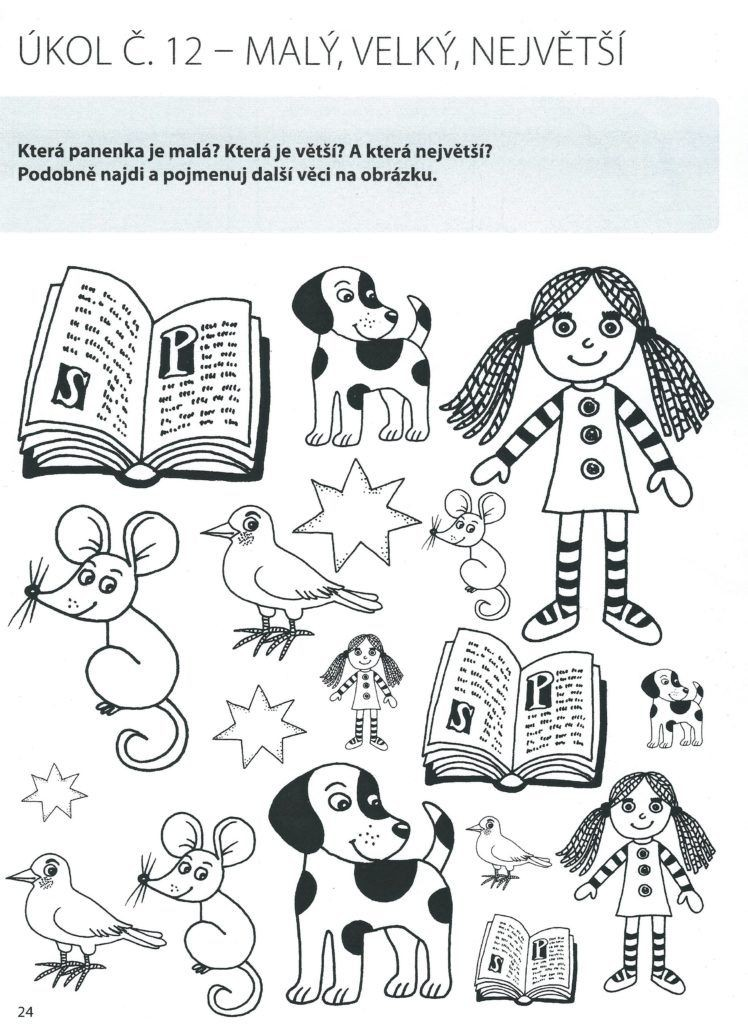 ÚKOL Č. 12 – MALÝ, VELKÝ, NEJVĚTŠÍ
Která panenka je malá? Která je větší? A která největší?
Podobně najdi a pojmenuj další věci na obrázku.
P
S
P
S
P
S
24